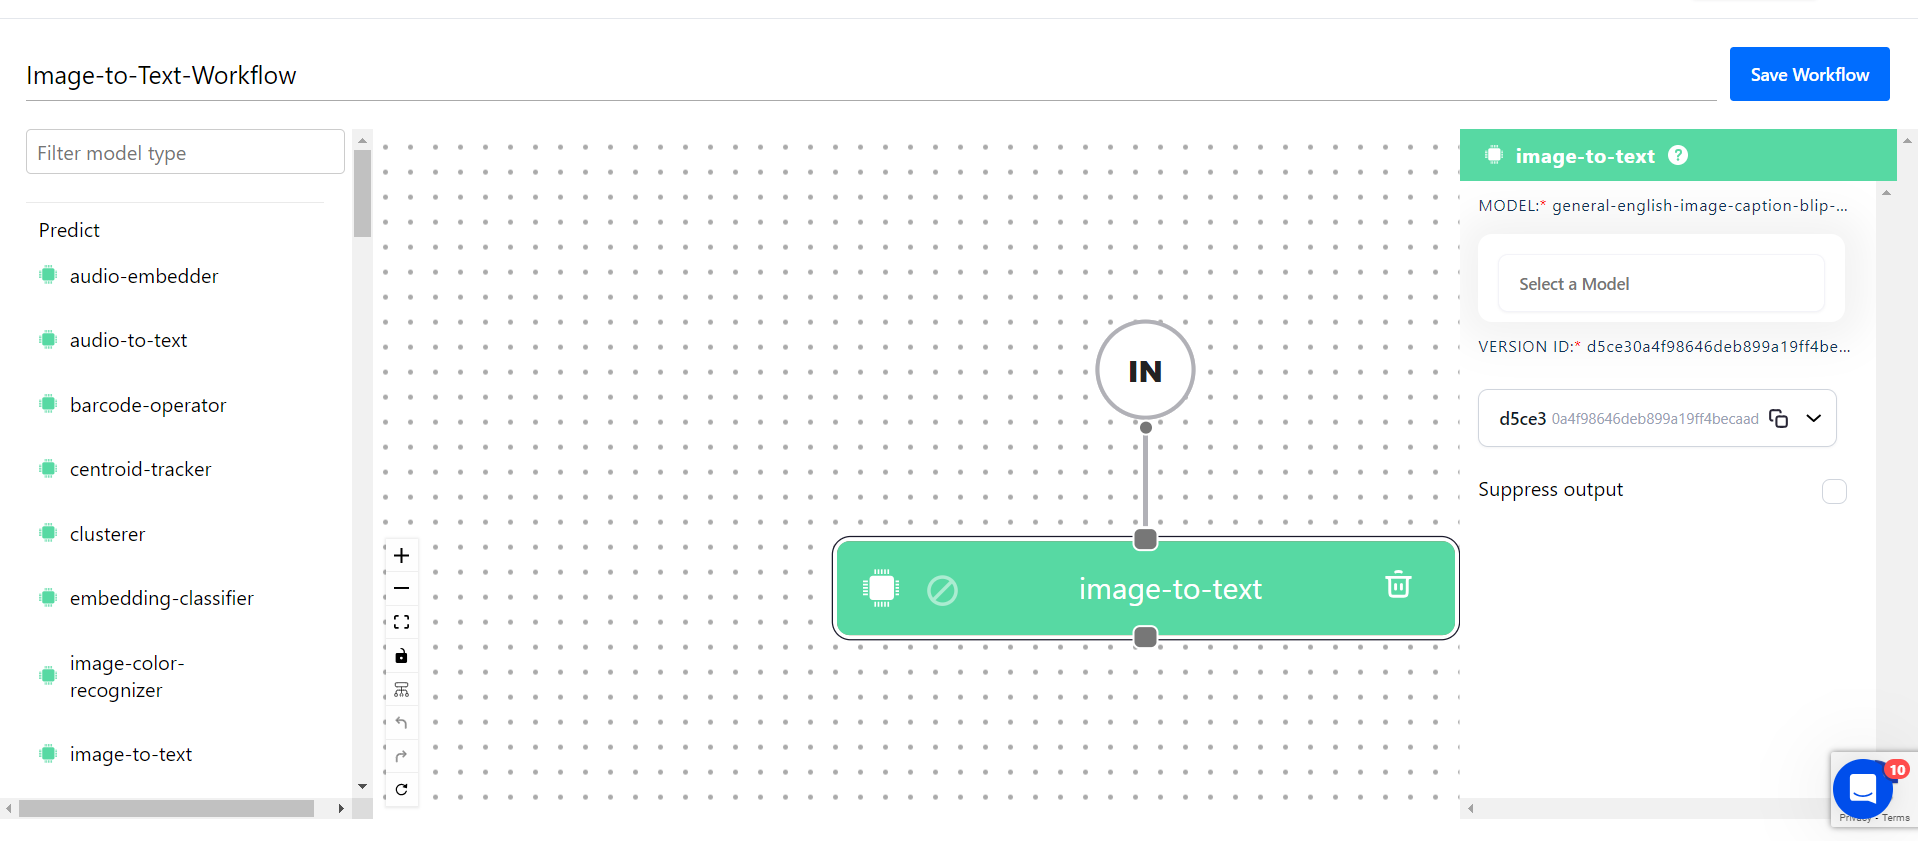 Image-to-Text-Workflow
Save Workflow
Filter model type
Predict
audio-embedder
audio-to-text
barcode-operator
centroid-tracker
clusterer
embedding-classifier
image-color-
recognizer
image-to-text
IN
image-to-text
image-to-text ?
MODEL:* general-english-image-caption-blip-...
Select a Model
VERSION ID:* d5ce30a4f98646deb899a19ff4be...
d5ce3 0a4f98646deb899a19ff4becaad
Suppress output
10
Privacy - Terms